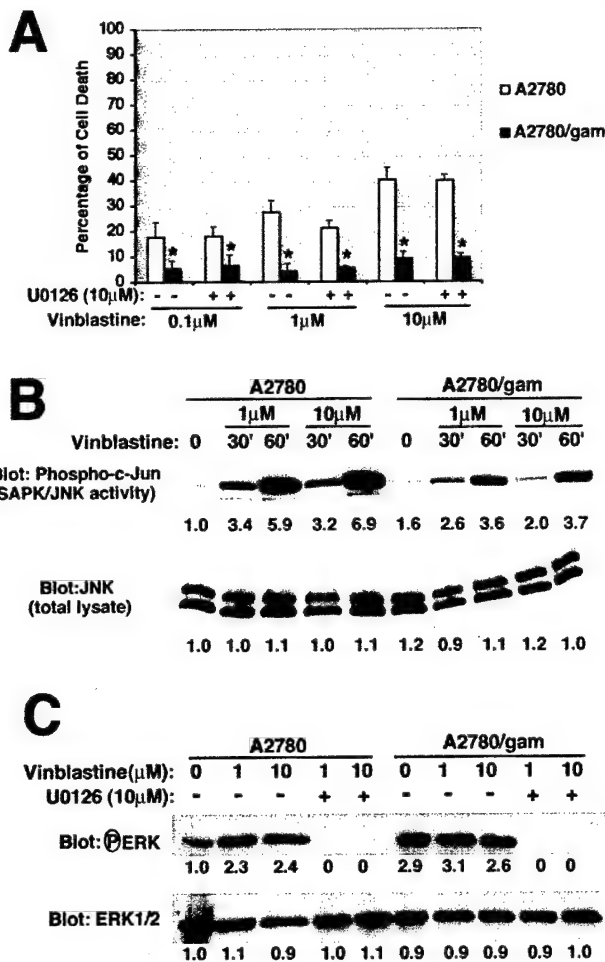 A
Percentage of Cell Death
100
90
80
70
60
50
40
30
20
10
0
* * * * * *
A2780
A2780/gam
U0126 (10µM): - - + + - - + + - - + +
Vinblastine: 0.1µM 1µM 10µM
B
A2780 A2780/gam
1µM 10µM 1µM 10µM
Vinblastine: 0 30' 60' 30' 60' 0 30' 60' 30' 60'
Blot: Phospho-c-Jun
SAPK/JNK activity)
1.0 3.4 5.9 3.2 6.9 1.6 2.6 3.6 2.0 3.7
Blot:JNK
(total lysate)
1.0 1.0 1.1 1.0 1.1 1.2 0.9 1.1 1.2 1.0
C
A2780 A2780/gam
Vinblastine(µM): 0 1 10 1 10 0 1 10 1 10
U0126 (10µM): - - - + + - - - + +
Blot: ⓅERK
1.0 2.3 2.4 0 0 2.9 3.1 2.6 0 0
Blot: ERK1/2
1.0 1.1 0.9 1.0 1.1 0.9 0.9 0.9 0.9 1.0